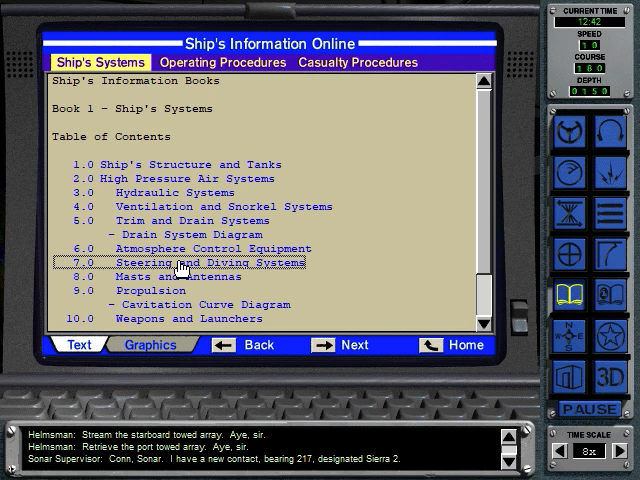 Ship's Information Online
Ship's Systems Operating Procedures Casualty Procedures
Ship's Information Books
Book 1 - Ship's Systems
Table of Contents
1.0 Ship's Structure and Tanks
2.0 High Pressure Air Systems
3.0 Hydraulic Systems
4.0 Ventilation and Snorkel Systems
5.0 Trim and Drain Systems
- Drain System Diagram
6.0 Atmosphere Control Equipment
7.0 Steering and Diving Systems
8.0 Masts and Antennas
9.0 Propulsion
- Cavitation Curve Diagram
10.0 Weapons and Launchers
Text Graphics Back Next Home
Helmsman: Stream the starboard towed array. Aye, sir.
Helmsman: Retrieve the port towed array. Aye, sir.
Sonar Supervisor: Conn, Sonar. I have a new contact, bearing 217, designated Sierra 2.
CURRENT TIME
12:42
SPEED
10
COURSE
180
DEPTH
0150
N
W E
S
3D
PAUSE
TIME SCALE
8x